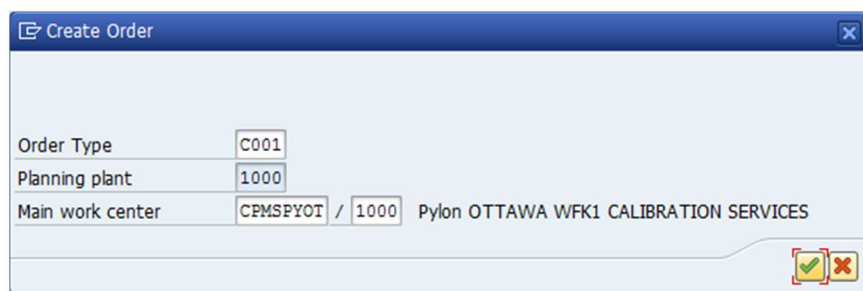 Create Order
Order Type C001
Planning plant 1000
Main work center CPMSPYOT / 1000 Pylon OTTAWA WFK1 CALIBRATION SERVICES